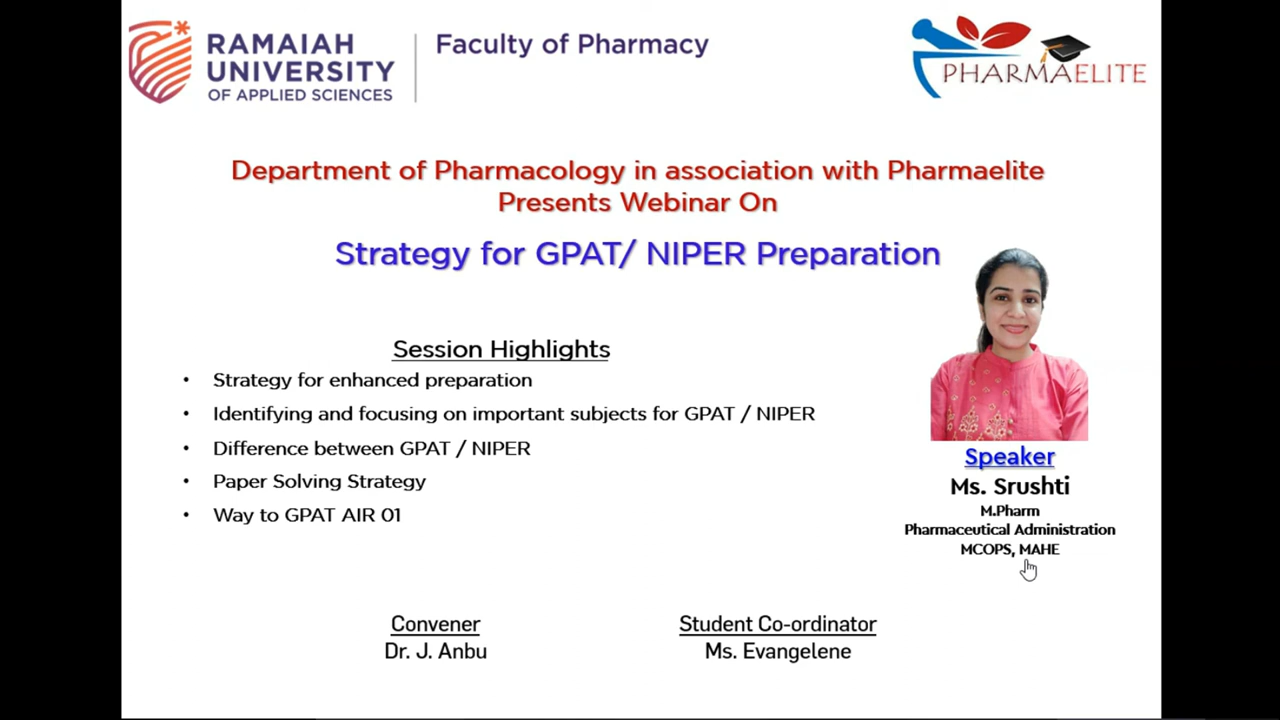 RAMAIAH
UNIVERSITY
OF APPLIED SCIENCES
Faculty of Pharmacy
PHARMAELITE
Department of Pharmacology in association with Pharmaelite
Presents Webinar On
Strategy for GPAT/ NIPER Preparation
Session Highlights
• Strategy for enhanced preparation
• Identifying and focusing on important subjects for GPAT / NIPER
• Difference between GPAT / NIPER
• Paper Solving Strategy
• Way to GPAT AIR 01
Speaker
Ms. Srushti
M.Pharm
Pharmaceutical Administration
MCOPS, MAHE
Convener
Dr. J. Anbu
Student Co-ordinator
Ms. Evangelene